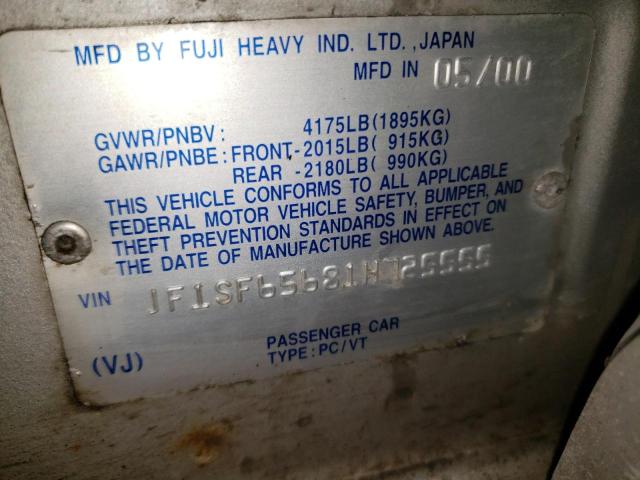 MFD BY FUJI HEAVY IND. LTD., JAPAN
MFD IN 05/00
GVWR/PNBV: 4175LB(1895KG)
GAWR/PNBE: FRONT-2015LB( 915KG)
REAR -2180LB( 990KG)
THIS VEHICLE CONFORMS TO ALL APPLICABLE
FEDERAL MOTOR VEHICLE SAFETY, BUMPER, AND
THEFT PREVENTION STANDARDS IN EFFECT ON
THE DATE OF MANUFACTURE SHOWN ABOVE.
VIN JF1SF65681H725555
PASSENGER CAR
(VJ) TYPE: PC/VT